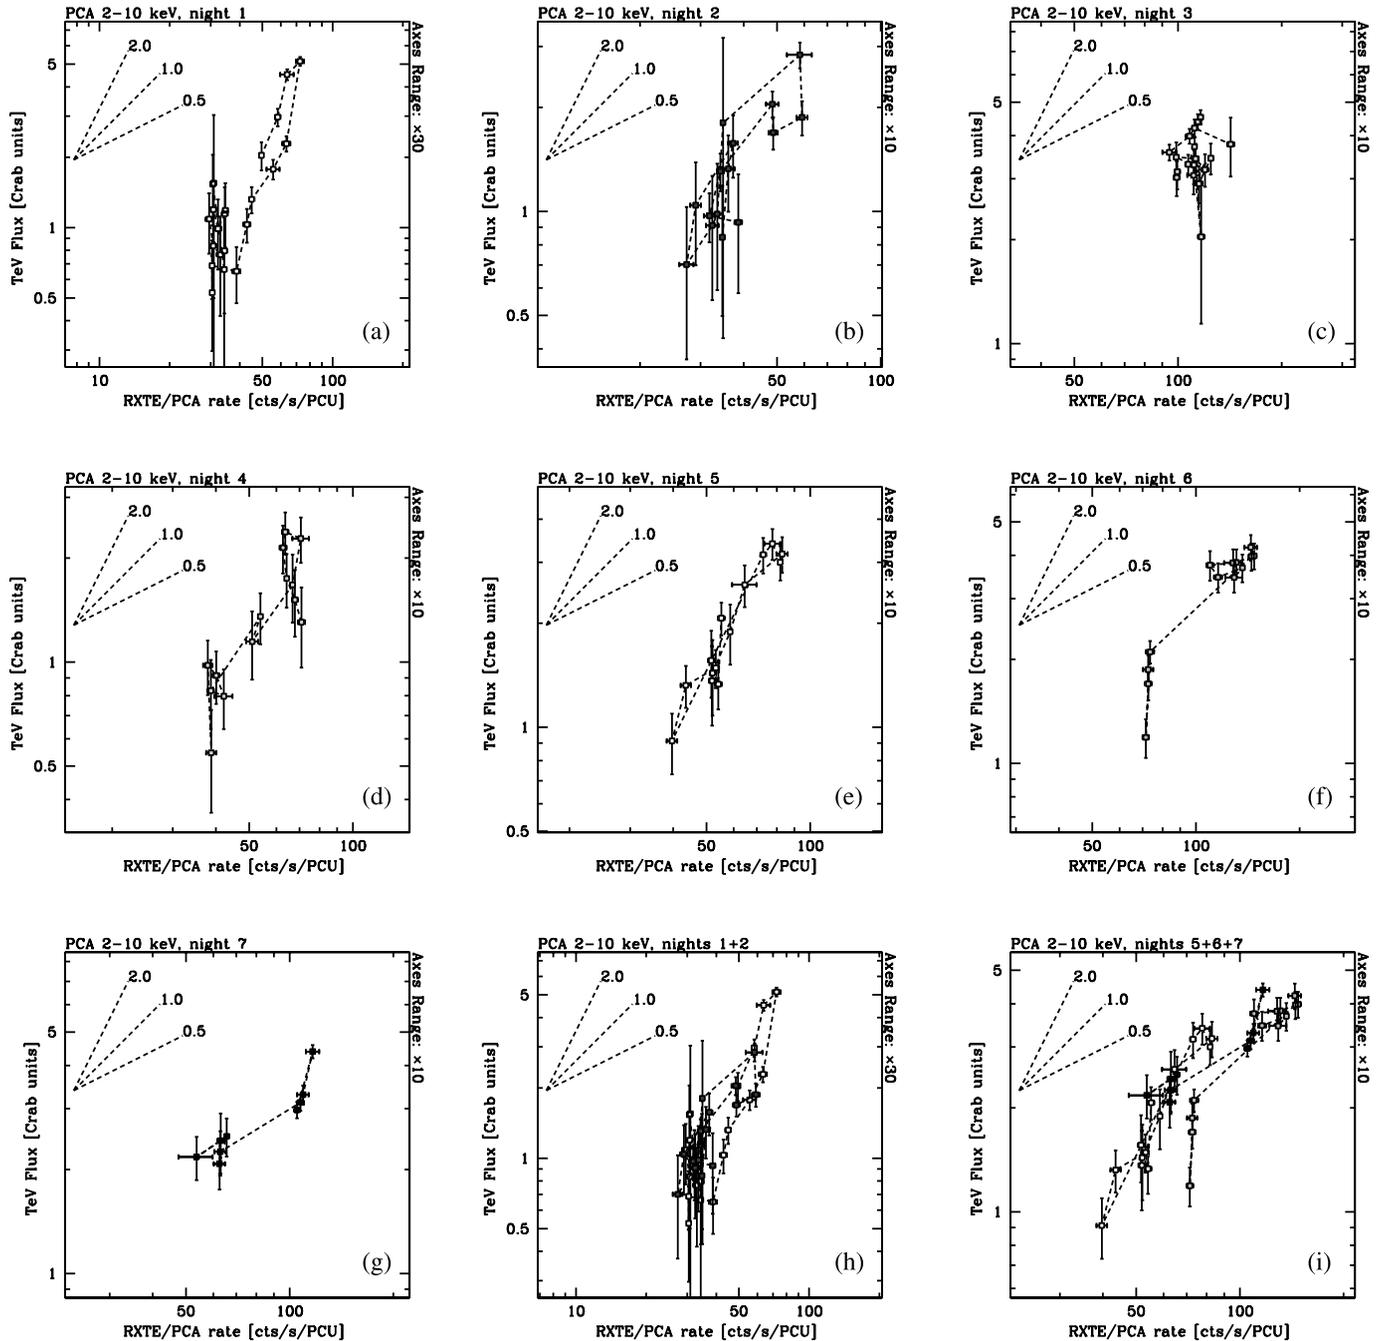 PCA 2-10 keV, night 1
2.0
1.0
0.5
5
1
0.5
TeV Flux [Crab units]
Axes Range: ×30
(a)
10 50 100
RXTE/PCA rate [cts/s/PCU]
PCA 2-10 keV, night 2
2.0
1.0
0.5
1
0.5
TeV Flux [Crab units]
Axes Range: ×10
(b)
50 100
RXTE/PCA rate [cts/s/PCU]
PCA 2-10 keV, night 3
2.0
1.0
0.5
5
1
TeV Flux [Crab units]
Axes Range: ×10
(c)
50 100
RXTE/PCA rate [cts/s/PCU]
PCA 2-10 keV, night 4
2.0
1.0
0.5
1
0.5
TeV Flux [Crab units]
Axes Range: ×10
(d)
50 100
RXTE/PCA rate [cts/s/PCU]
PCA 2-10 keV, night 5
2.0
1.0
0.5
1
0.5
TeV Flux [Crab units]
Axes Range: ×10
(e)
50 100
RXTE/PCA rate [cts/s/PCU]
PCA 2-10 keV, night 6
2.0
1.0
0.5
5
1
TeV Flux [Crab units]
Axes Range: ×10
(f)
50 100
RXTE/PCA rate [cts/s/PCU]
PCA 2-10 keV, night 7
2.0
1.0
0.5
5
1
TeV Flux [Crab units]
Axes Range: ×10
(g)
50 100
RXTE/PCA rate [cts/s/PCU]
PCA 2-10 keV, nights 1+2
2.0
1.0
0.5
5
1
0.5
TeV Flux [Crab units]
Axes Range: ×30
(h)
10 50 100
RXTE/PCA rate [cts/s/PCU]
PCA 2-10 keV, nights 5+6+7
2.0
1.0
0.5
5
1
TeV Flux [Crab units]
Axes Range: ×10
(i)
50 100
RXTE/PCA rate [cts/s/PCU]